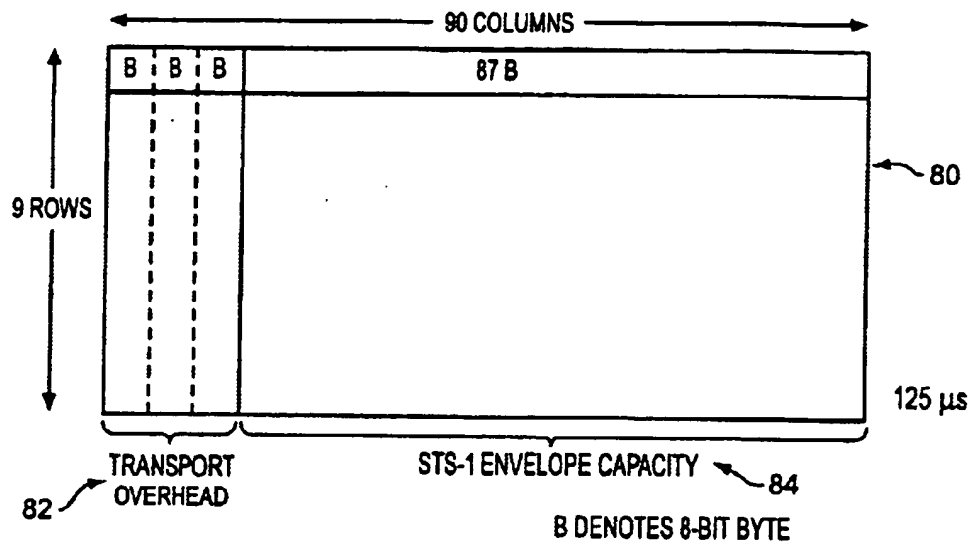 90 COLUMNS
B B B 87 B
80
9 ROWS
125 µs
TRANSPORT OVERHEAD
STS-1 ENVELOPE CAPACITY
82
84
B DENOTES 8-BIT BYTE